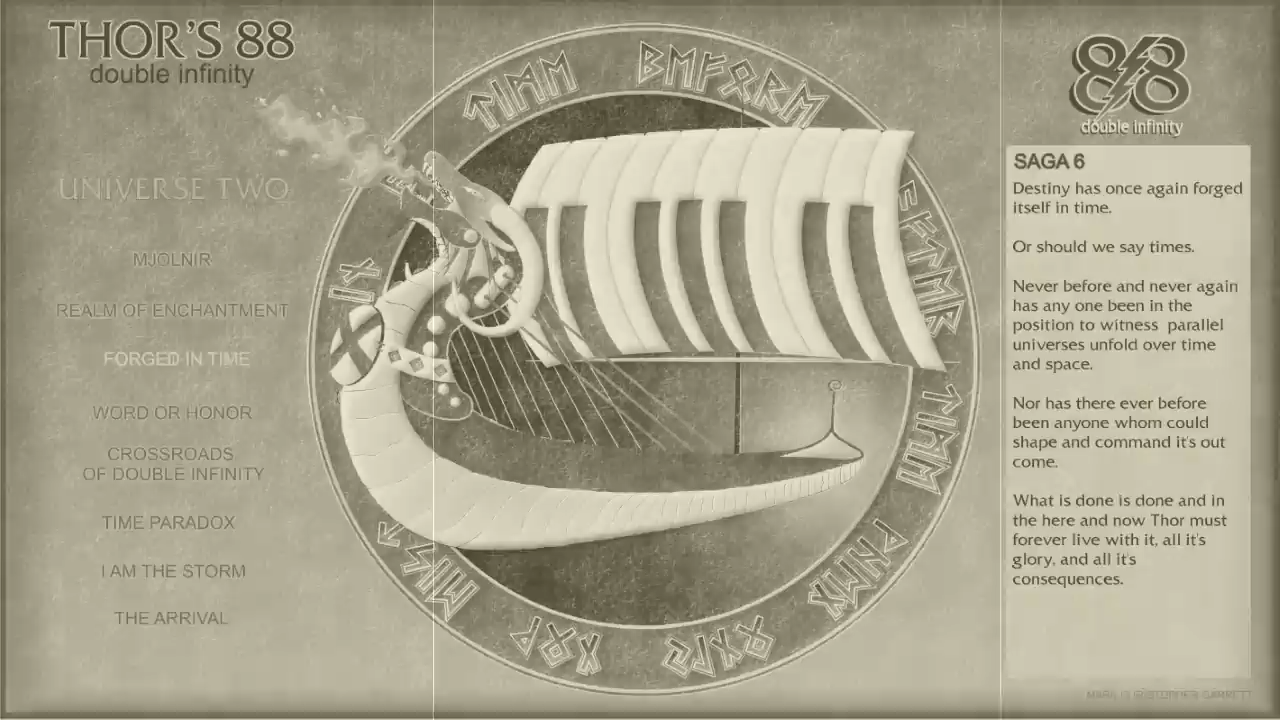 THOR'S 88
double infinity
UNIVERSE TWO
MJOLNIR
REALM OF ENCHANTMENT
FORGED IN TIME
WORD OR HONOR
CROSSROADS
OF DOUBLE INFINITY
TIME PARADOX
I AM THE STORM
THE ARRIVAL
TIME BEFORE
TIME
88
double infinity
SAGA 6
Destiny has once again forged
itself in time.
Or should we say times.
Never before and never again
has any one been in the
position to witness parallel
universes unfold over time
and space.
Nor has there ever before
been anyone whom could
shape and command it's out
come.
What is done is done and in
the here and now Thor must
forever live with it, all it's
glory, and all it's
consequences.